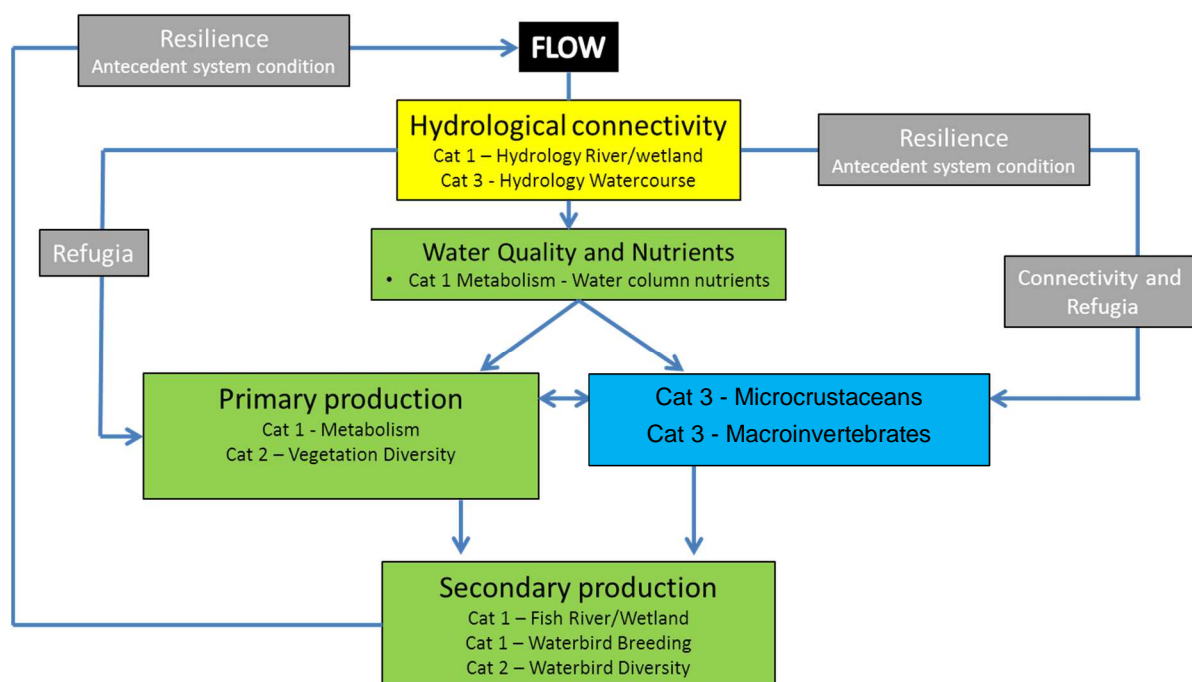 Resilience
Antecedent system condition
FLOW
Hydrological connectivity
Cat 1 – Hydrology River/wetland
Cat 3 - Hydrology Watercourse
Resilience
Antecedent system condition
Refugia
Water Quality and Nutrients
• Cat 1 Metabolism - Water column nutrients
Connectivity and
Refugia
Primary production
Cat 1 - Metabolism
Cat 2 – Vegetation Diversity
Cat 3 - Microcrustaceans
Cat 3 - Macroinvertebrates
Secondary production
Cat 1 – Fish River/Wetland
Cat 1 – Waterbird Breeding
Cat 2 – Waterbird Diversity